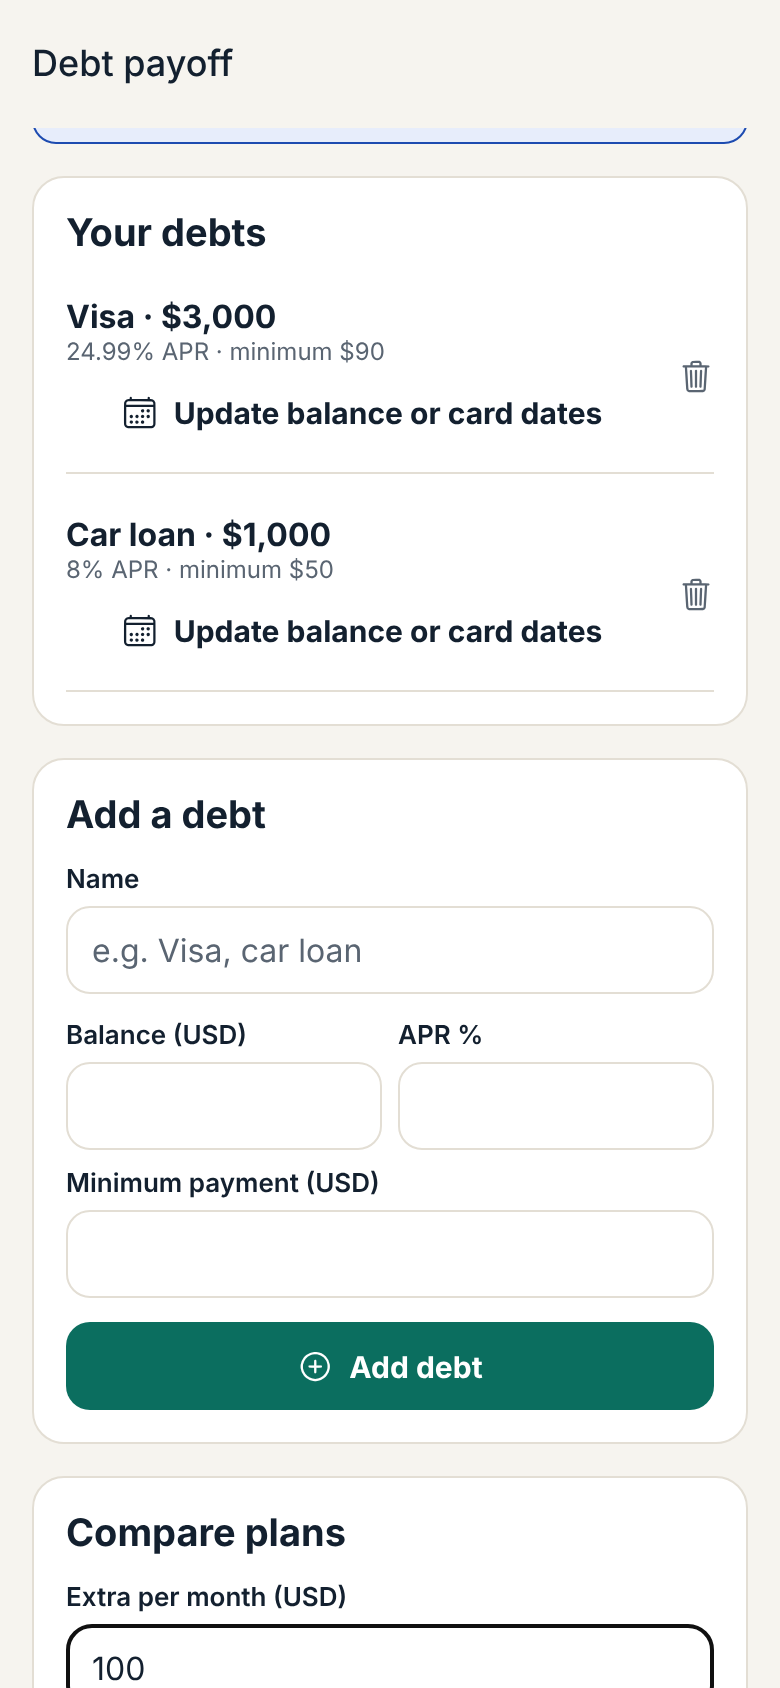 Debt payoff
Your debts
Visa · $3,000
24.99% APR · minimum $90
Update balance or card dates
Car loan · $1,000
8% APR · minimum $50
Update balance or card dates
Add a debt
Name
e.g. Visa, car loan
Balance (USD) APR %
Minimum payment (USD)
Add debt
Compare plans
Extra per month (USD)
100